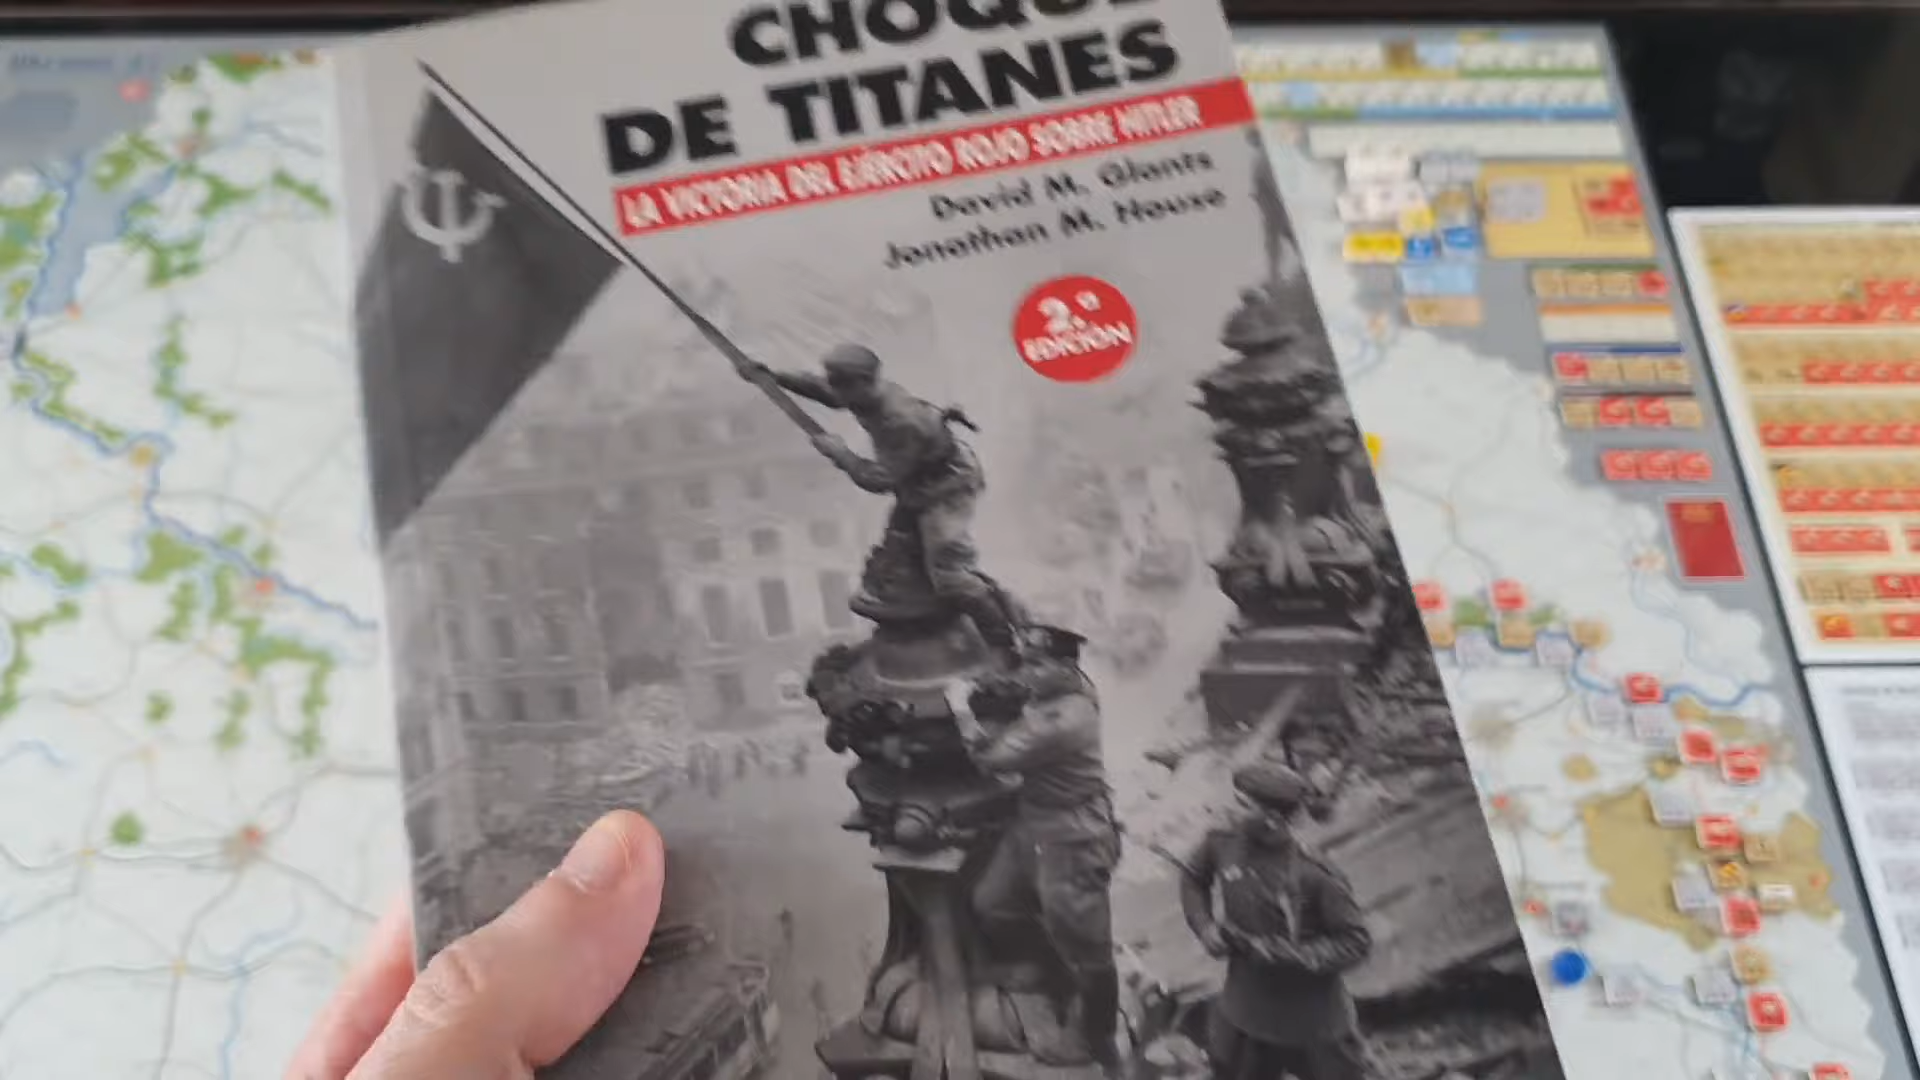 CHOQUE
DE TITANES
LA VICTORIA DEL EJÉRCITO ROJO SOBRE HITLER
David M. Glantz
Jonathan M. House
2.ª
EDICIÓN